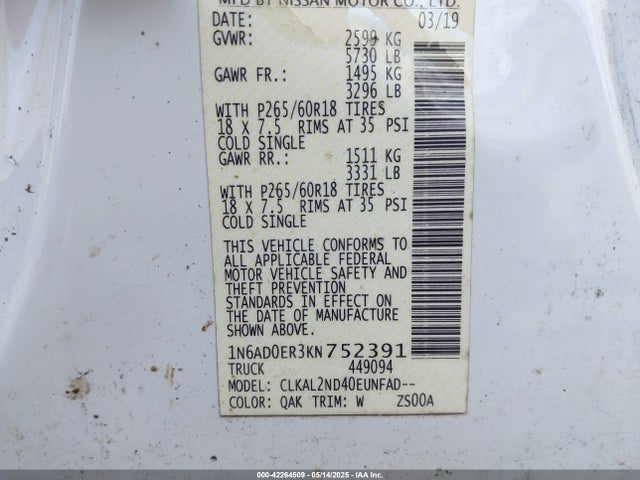 MFD BY NISSAN MOTOR CO., LTD.
DATE: 03/19
GVWR: 2599 KG
5730 LB
GAWR FR.: 1495 KG
3296 LB
WITH P265/60R18 TIRES
18 X 7.5 RIMS AT 35 PSI
COLD SINGLE
GAWR RR.: 1511 KG
3331 LB
WITH P265/60R18 TIRES
18 X 7.5 RIMS AT 35 PSI
COLD SINGLE
THIS VEHICLE CONFORMS TO
ALL APPLICABLE FEDERAL
MOTOR VEHICLE SAFETY AND
THEFT PREVENTION
STANDARDS IN EFFECT ON
THE DATE OF MANUFACTURE
SHOWN ABOVE.
1N6AD0ER3KN752391
TRUCK 449094
MODEL: CLKAL2ND40EUNFAD--
COLOR: QAK TRIM: W ZS00A
000-42264509 - 05/14/2025 - IAA Inc.